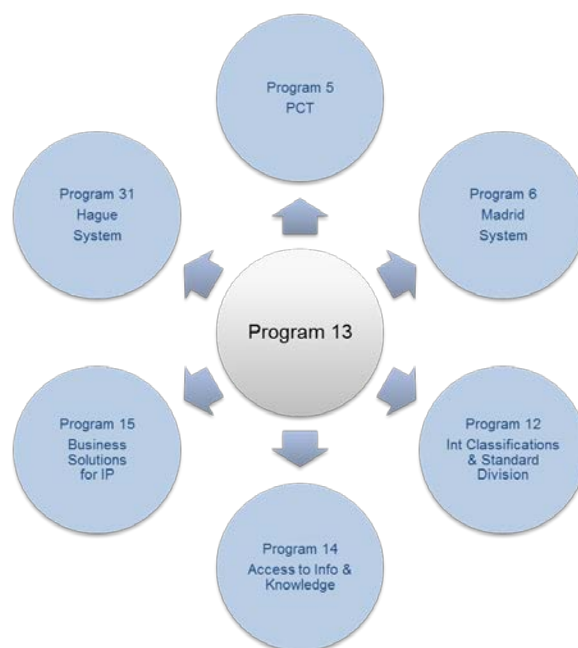 Program 5
PCT
Program 31
Hague
System
Program 6
Madrid
System
Program 13
Program 15
Business
Solutions
for IP
Program 12
Int Classifications
& Standard
Division
Program 14
Access to Info &
Knowledge